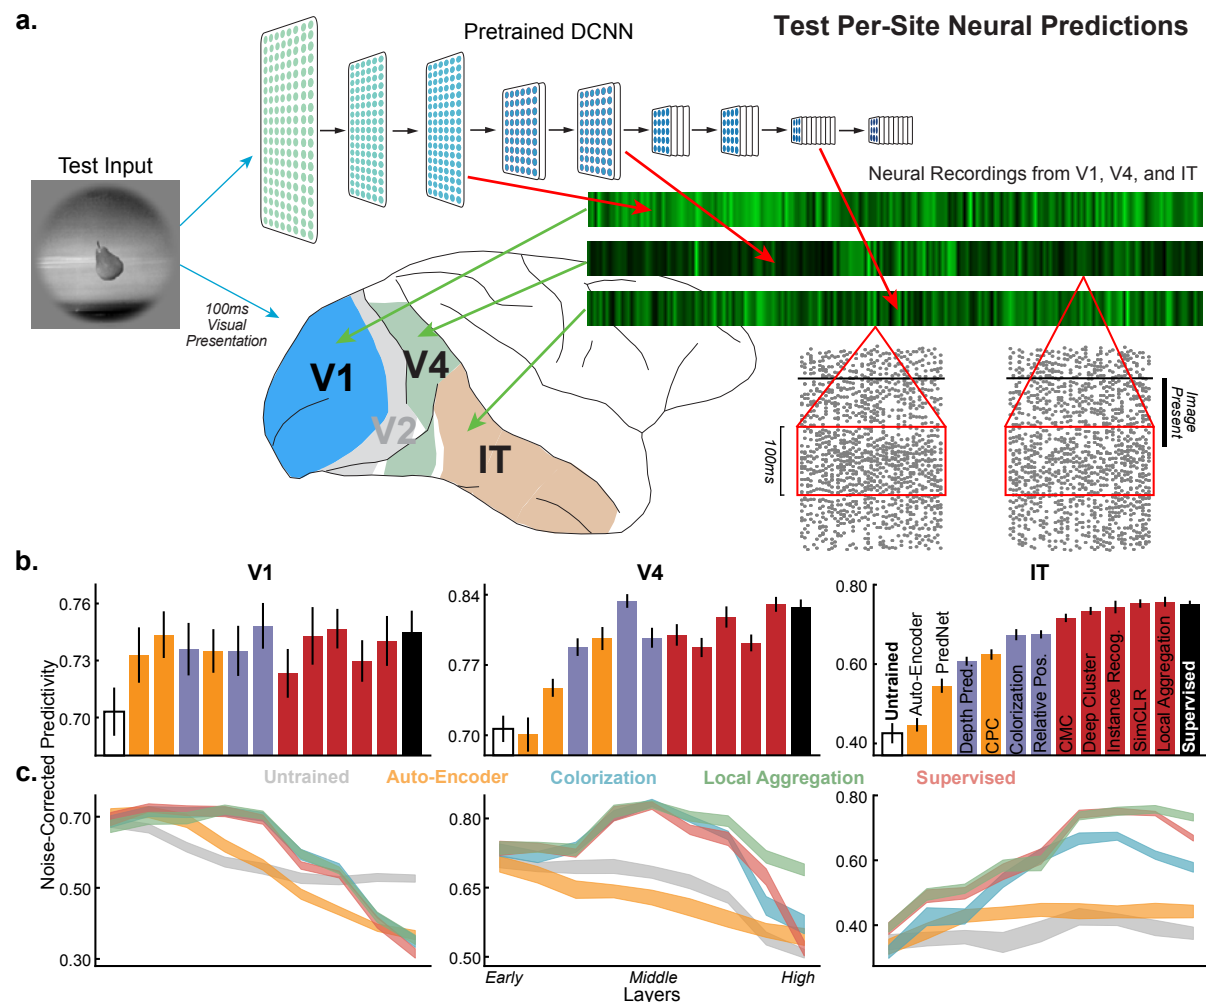 a.
Pretrained DCNN
Test Per-Site Neural Predictions
Test Input
Neural Recordings from V1, V4, and IT
100ms
Visual
Presentation
V1
V4
V2
IT
Image
Present
100ms
b.
V1
V4
IT
Noise-Corrected Predictivity
0.76
0.73
0.70
0.84
0.77
0.70
0.80
0.60
0.40
Untrained
Auto-Encoder
PredNet
Depth Pred.
CPC
Colorization
Relative Pos.
CMC
Deep Cluster
Instance Recog.
SimCLR
Local Aggregation
Supervised
c.
Untrained
Auto-Encoder
Colorization
Local Aggregation
Supervised
0.70
0.50
0.30
0.80
0.65
0.50
0.80
0.60
0.40
Early
Middle
High
Layers